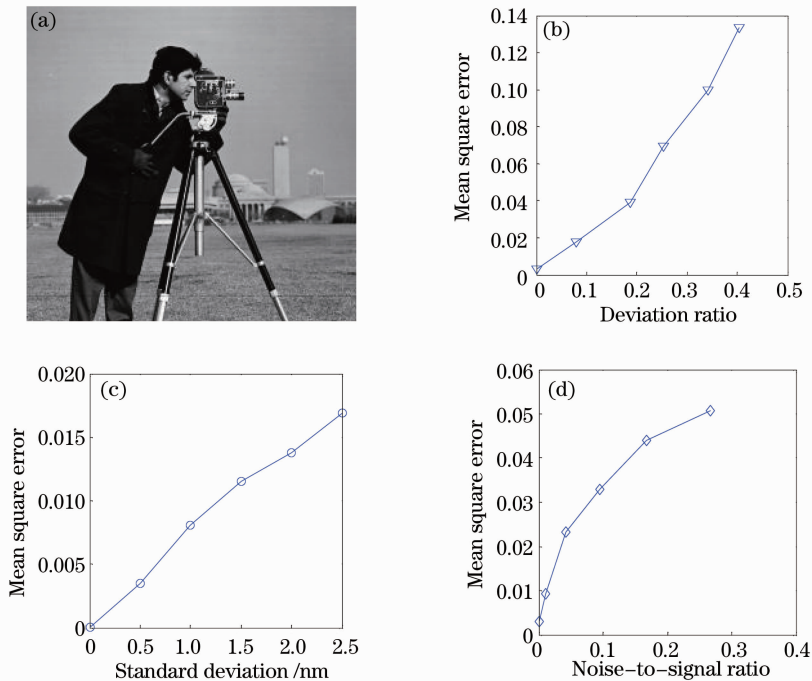 (a)
(b)
0.14
0.12
0.10
0.08
0.06
0.04
0.02
0
Mean square error
0 0.1 0.2 0.3 0.4 0.5
Deviation ratio
(c)
0.020
0.015
0.010
0.005
0
Mean square error
0 0.5 1.0 1.5 2.0 2.5
Standard deviation /nm
(d)
0.06
0.05
0.04
0.03
0.02
0.01
0
Mean square error
0 0.1 0.2 0.3 0.4
Noise-to-signal ratio